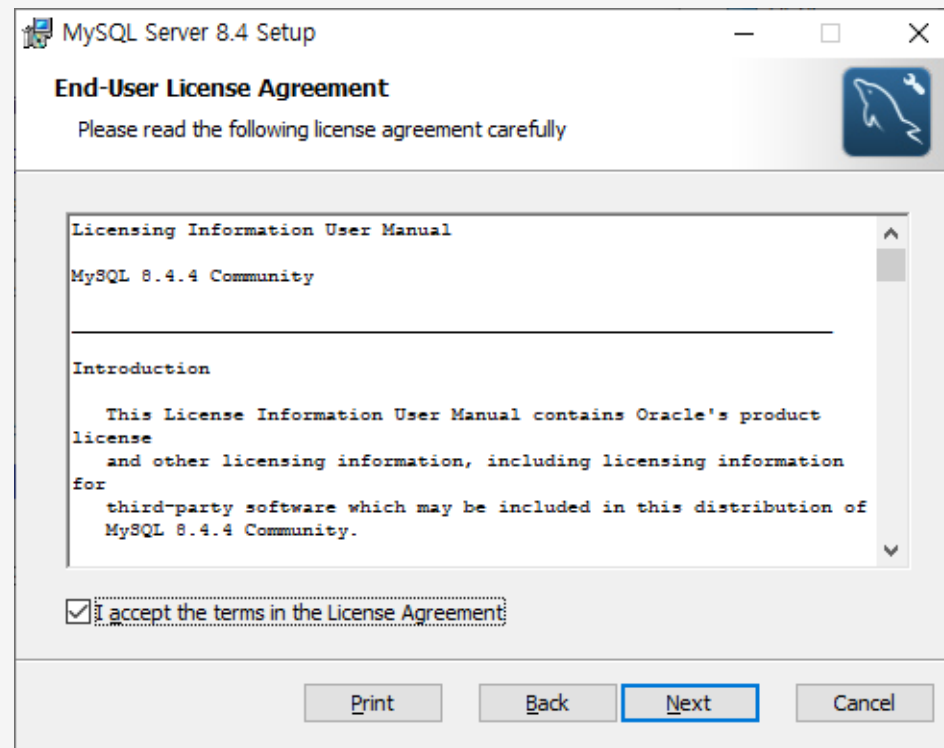 MySQL Server 8.4 Setup
End-User License Agreement
Please read the following license agreement carefully
Licensing Information User Manual
MySQL 8.4.4 Community
Introduction
This License Information User Manual contains Oracle's product
license
and other licensing information, including licensing information
for
third-party software which may be included in this distribution of
MySQL 8.4.4 Community.
I accept the terms in the License Agreement
Print
Back
Next
Cancel